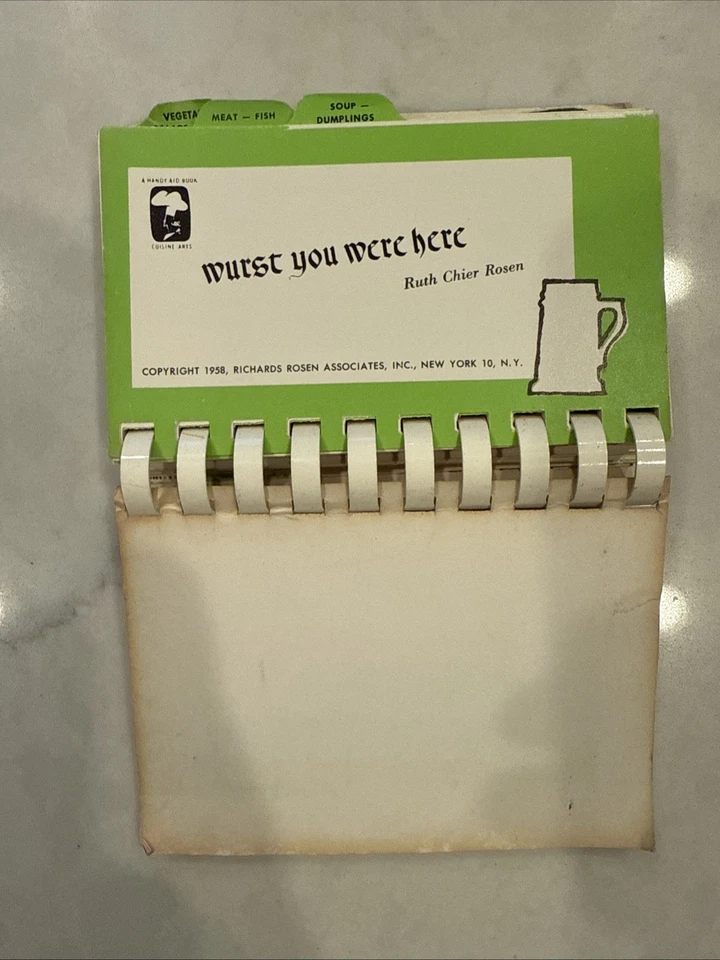 VEGETA
MEAT — FISH
SOUP —
DUMPLINGS
A HANDY AID BOOK
CUISINE ARTS
wurst you were here
Ruth Chier Rosen
COPYRIGHT 1958, RICHARDS ROSEN ASSOCIATES, INC., NEW YORK 10, N.Y.